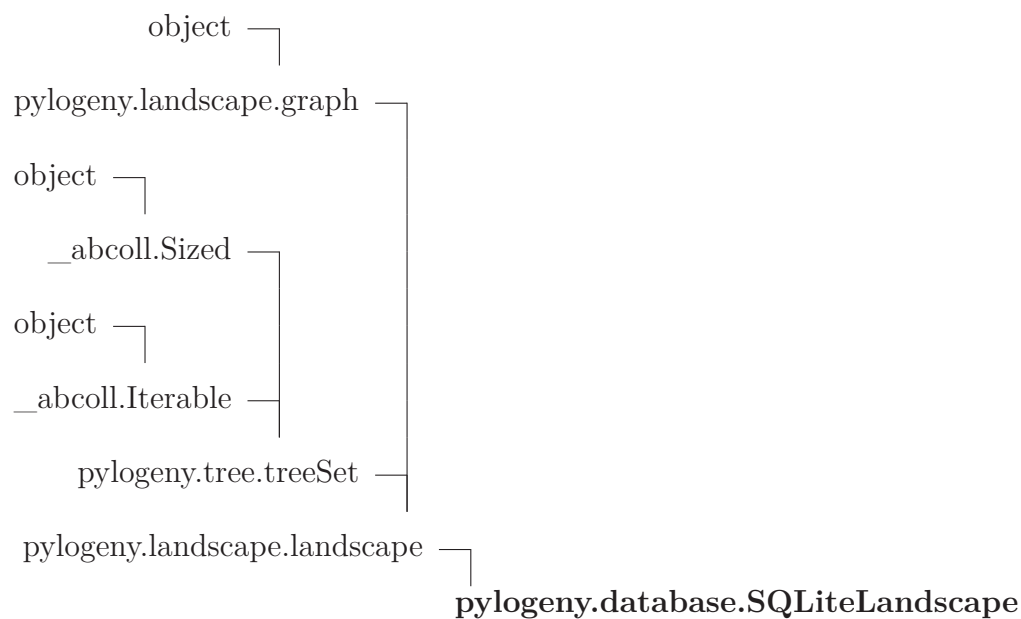 object
pylogeny.landscape.graph
object
_abcoll.Sized
object
_abcoll.Iterable
pylogeny.tree.treeSet
pylogeny.landscape.landscape
pylogeny.database.SQLiteLandscape